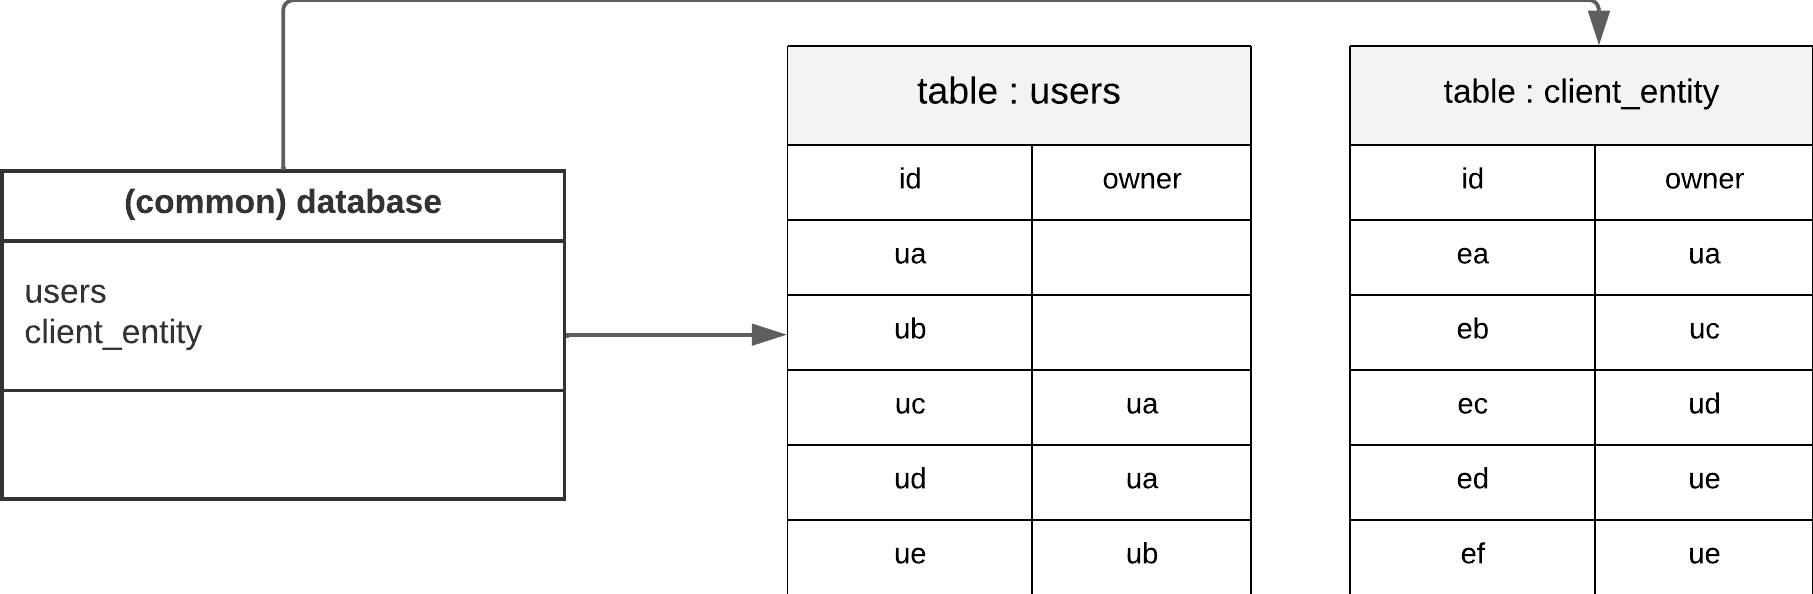 (common) database
users
client_entity
table : users
id owner
ua
ub
uc ua
ud ua
ue ub
table : client_entity
id owner
ea ua
eb uc
ec ud
ed ue
ef ue